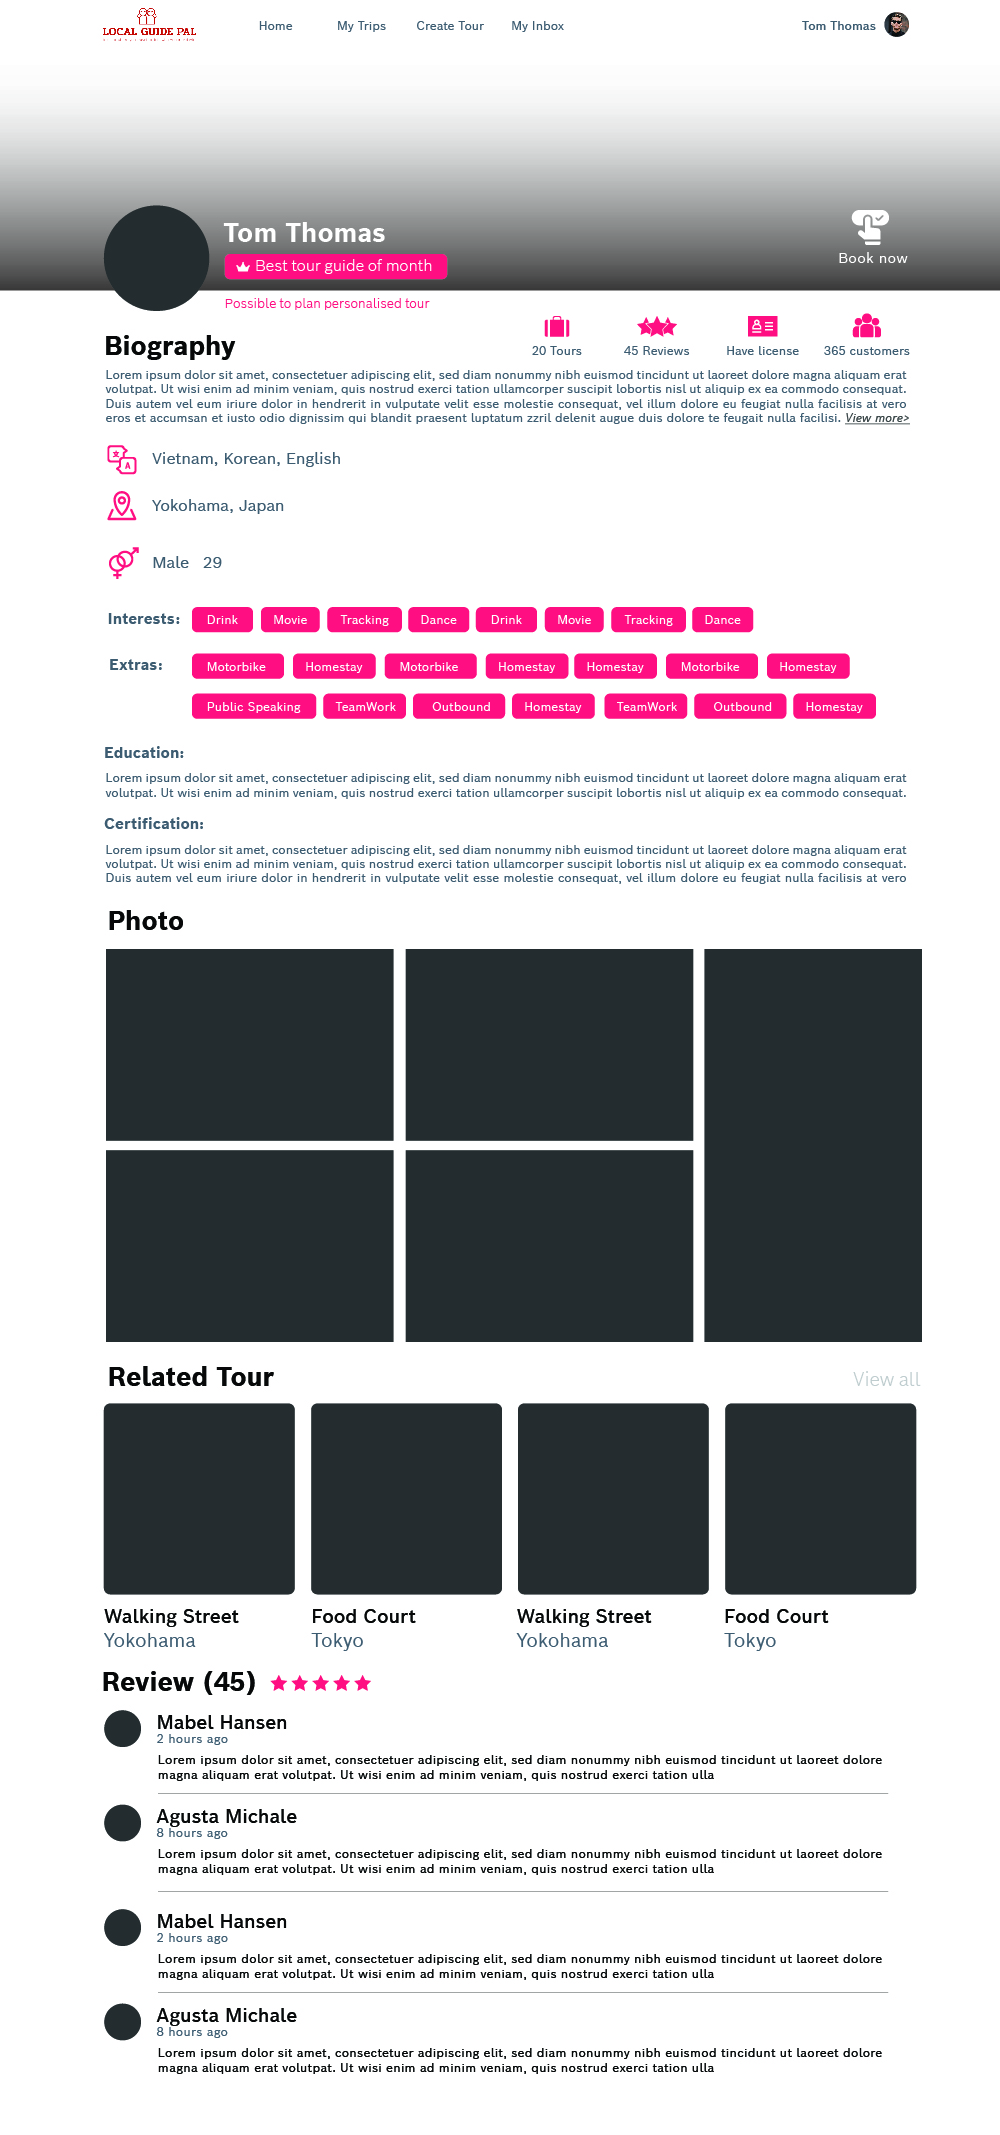 LOCAL GUIDE PAL
Home
My Trips
Create Tour
My Inbox
Tom Thomas
Tom Thomas
Best tour guide of month
Book now
Possible to plan personalised tour
Biography
20 Tours
45 Reviews
Have license
365 customers
Lorem ipsum dolor sit amet, consectetuer adipiscing elit, sed diam nonummy nibh euismod tincidunt ut laoreet dolore magna aliquam erat
volutpat. Ut wisi enim ad minim veniam, quis nostrud exerci tation ullamcorper suscipit lobortis nisl ut aliquip ex ea commodo consequat.
Duis autem vel eum iriure dolor in hendrerit in vulputate velit esse molestie consequat, vel illum dolore eu feugiat nulla facilisis at vero
eros et accumsan et iusto odio dignissim qui blandit praesent luptatum zzril delenit augue duis dolore te feugait nulla facilisi. View more>
Vietnam, Korean, English
Yokohama, Japan
Male 29
Interests: Drink Movie Tracking Dance Drink Movie Tracking Dance
Extras: Motorbike Homestay Motorbike Homestay Homestay Motorbike Homestay
Public Speaking TeamWork Outbound Homestay TeamWork Outbound Homestay
Education:
Lorem ipsum dolor sit amet, consectetuer adipiscing elit, sed diam nonummy nibh euismod tincidunt ut laoreet dolore magna aliquam erat
volutpat. Ut wisi enim ad minim veniam, quis nostrud exerci tation ullamcorper suscipit lobortis nisl ut aliquip ex ea commodo consequat.
Certification:
Lorem ipsum dolor sit amet, consectetuer adipiscing elit, sed diam nonummy nibh euismod tincidunt ut laoreet dolore magna aliquam erat
volutpat. Ut wisi enim ad minim veniam, quis nostrud exerci tation ullamcorper suscipit lobortis nisl ut aliquip ex ea commodo consequat.
Duis autem vel eum iriure dolor in hendrerit in vulputate velit esse molestie consequat, vel illum dolore eu feugiat nulla facilisis at vero
Photo
Related Tour
View all
Walking Street
Yokohama
Food Court
Tokyo
Walking Street
Yokohama
Food Court
Tokyo
Review (45)
Mabel Hansen
2 hours ago
Lorem ipsum dolor sit amet, consectetuer adipiscing elit, sed diam nonummy nibh euismod tincidunt ut laoreet dolore
magna aliquam erat volutpat. Ut wisi enim ad minim veniam, quis nostrud exerci tation ulla
Agusta Michale
8 hours ago
Lorem ipsum dolor sit amet, consectetuer adipiscing elit, sed diam nonummy nibh euismod tincidunt ut laoreet dolore
magna aliquam erat volutpat. Ut wisi enim ad minim veniam, quis nostrud exerci tation ulla
Mabel Hansen
2 hours ago
Lorem ipsum dolor sit amet, consectetuer adipiscing elit, sed diam nonummy nibh euismod tincidunt ut laoreet dolore
magna aliquam erat volutpat. Ut wisi enim ad minim veniam, quis nostrud exerci tation ulla
Agusta Michale
8 hours ago
Lorem ipsum dolor sit amet, consectetuer adipiscing elit, sed diam nonummy nibh euismod tincidunt ut laoreet dolore
magna aliquam erat volutpat. Ut wisi enim ad minim veniam, quis nostrud exerci tation ulla